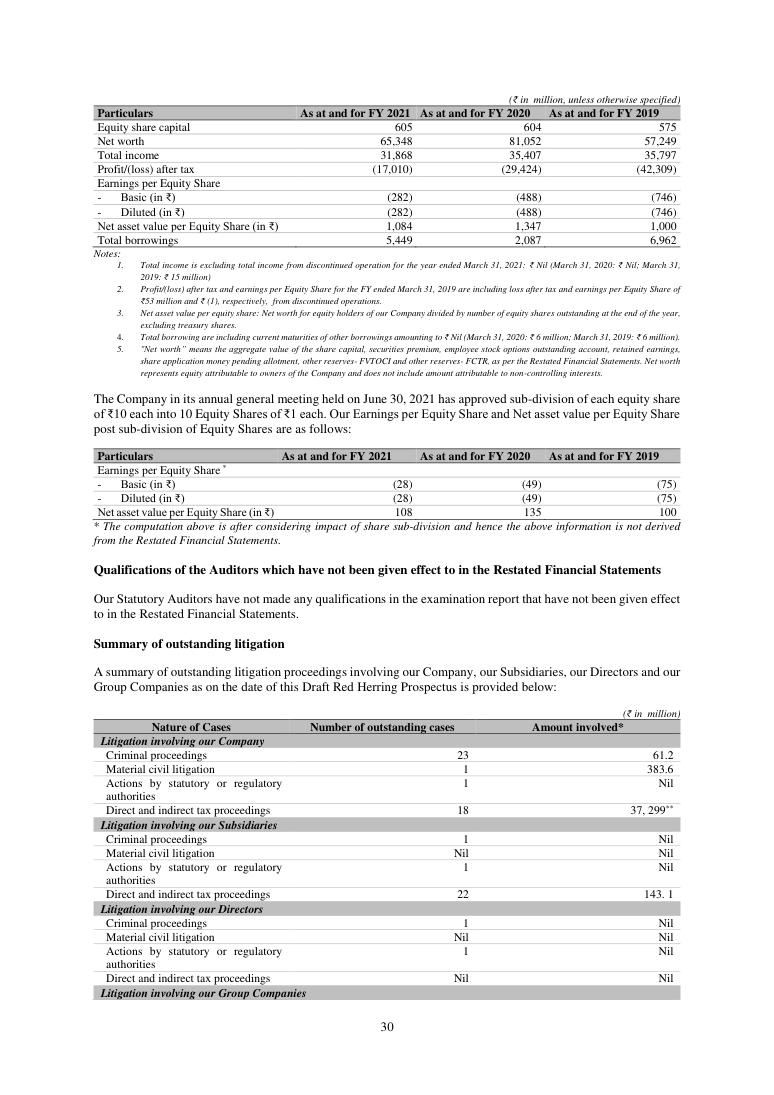 (₹ in  million, unless otherwise specified)
Particulars As at and for FY 2021 As at and for FY 2020 As at and for FY 2019
Equity share capital 605 604 575
Net worth 65,348 81,052 57,249
Total income 31,868 35,407 35,797
Profit/(loss) after tax (17,010) (29,424) (42,309)
Earnings per Equity Share
- Basic (in ₹) (282) (488) (746)
- Diluted (in ₹) (282) (488) (746)
Net asset value per Equity Share (in ₹) 1,084 1,347 1,000
Total borrowings 5,449 2,087 6,962
Notes:
1. Total income is excluding total income from discontinued operation for the year ended March 31, 2021: ₹ Nil (March 31, 2020: ₹ Nil; March 31,
2019: ₹ 15 million)
2. Profit/(loss) after tax and earnings per Equity Share for the FY ended March 31, 2019 are including loss after tax and earnings per Equity Share of
₹53 million and ₹ (1), respectively,  from discontinued operations.
3. Net asset value per equity share: Net worth for equity holders of our Company divided by number of equity shares outstanding at the end of the year,
excluding treasury shares.
4. Total borrowing are including current maturities of other borrowings amounting to ₹ Nil (March 31, 2020: ₹ 6 million; March 31, 2019: ₹ 6 million).
5. "Net worth" means the aggregate value of the share capital, securities premium, employee stock options outstanding account, retained earnings,
share application money pending allotment, other reserves- FVTOCI and other reserves- FCTR, as per the Restated Financial Statements. Net worth
represents equity attributable to owners of the Company and does not include amount attributable to non-controlling interests.
The Company in its annual general meeting held on June 30, 2021 has approved sub-division of each equity share
of ₹10 each into 10 Equity Shares of ₹1 each. Our Earnings per Equity Share and Net asset value per Equity Share
post sub-division of Equity Shares are as follows:
Particulars As at and for FY 2021 As at and for FY 2020 As at and for FY 2019
Earnings per Equity Share *
- Basic (in ₹) (28) (49) (75)
- Diluted (in ₹) (28) (49) (75)
Net asset value per Equity Share (in ₹) 108 135 100
* The computation above is after considering impact of share sub-division and hence the above information is not derived
from the Restated Financial Statements.
Qualifications of the Auditors which have not been given effect to in the Restated Financial Statements
Our Statutory Auditors have not made any qualifications in the examination report that have not been given effect
to in the Restated Financial Statements.
Summary of outstanding litigation
A summary of outstanding litigation proceedings involving our Company, our Subsidiaries, our Directors and our
Group Companies as on the date of this Draft Red Herring Prospectus is provided below:
(₹ in  million)
Nature of Cases Number of outstanding cases Amount involved*
Litigation involving our Company
Criminal proceedings 23 61.2
Material civil litigation 1 383.6
Actions by statutory or regulatory 1 Nil
authorities
Direct and indirect tax proceedings 18 37, 299**
Litigation involving our Subsidiaries
Criminal proceedings 1 Nil
Material civil litigation Nil Nil
Actions by statutory or regulatory 1 Nil
authorities
Direct and indirect tax proceedings 22 143. 1
Litigation involving our Directors
Criminal proceedings 1 Nil
Material civil litigation Nil Nil
Actions by statutory or regulatory 1 Nil
authorities
Direct and indirect tax proceedings Nil Nil
Litigation involving our Group Companies
30